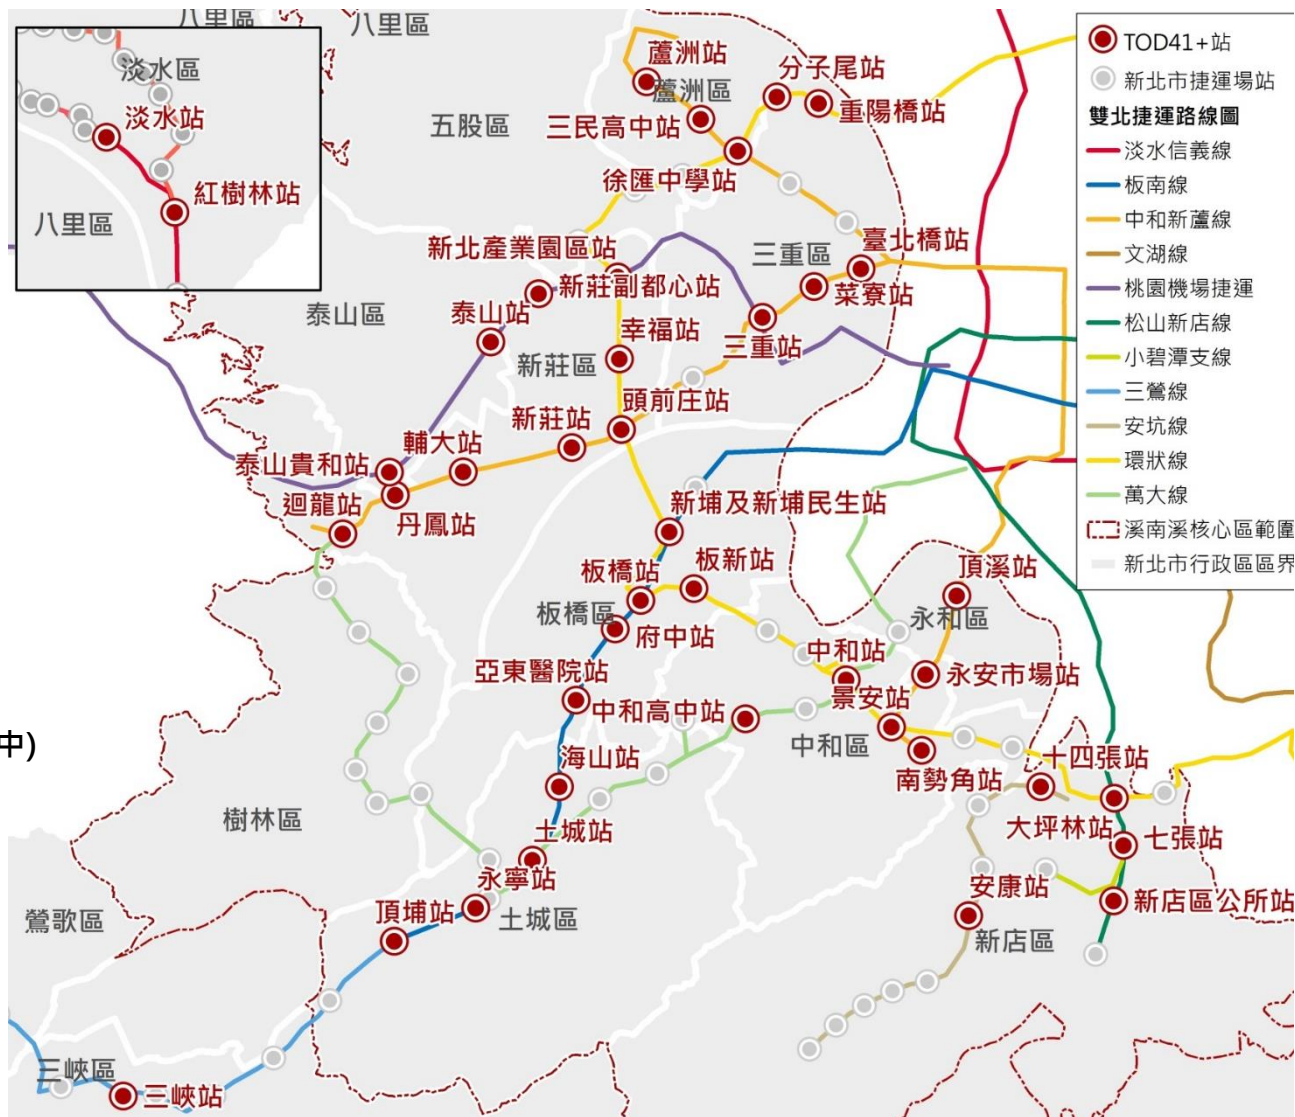 八里區
八里區
淡水區
淡水站
紅樹林站
八里區
蘆洲站
蘆洲區
分子尾站
重陽橋站
三民高中站
五股區
徐匯中學站
新北產業園區站
三重區
臺北橋站
新莊副都心站
菜寮站
泰山區
泰山站
幸福站
三重站
新莊區
頭前庄站
新莊站
輔大站
泰山貴和站
迴龍站
丹鳳站
新埔及新埔民生站
板橋站
板新站
頂溪站
板橋區
永和區
府中站
中和站
亞東醫院站
永安市場站
景安站
中和高中站
中)
中和區
海山站
南勢角站
十四張站
樹林區
土城站
大坪林站
七張站
永寧站
安康站
新店區公所站
鶯歌區
頂埔站
土城區
新店區
三峽區
三峽站
TOD41+站
新北市捷運場站
雙北捷運路線圖
淡水信義線
板南線
中和新蘆線
文湖線
桃園機場捷運
松山新店線
小碧潭支線
三鶯線
安坑線
環狀線
萬大線
溪南溪核心區範圍
新北市行政區區界